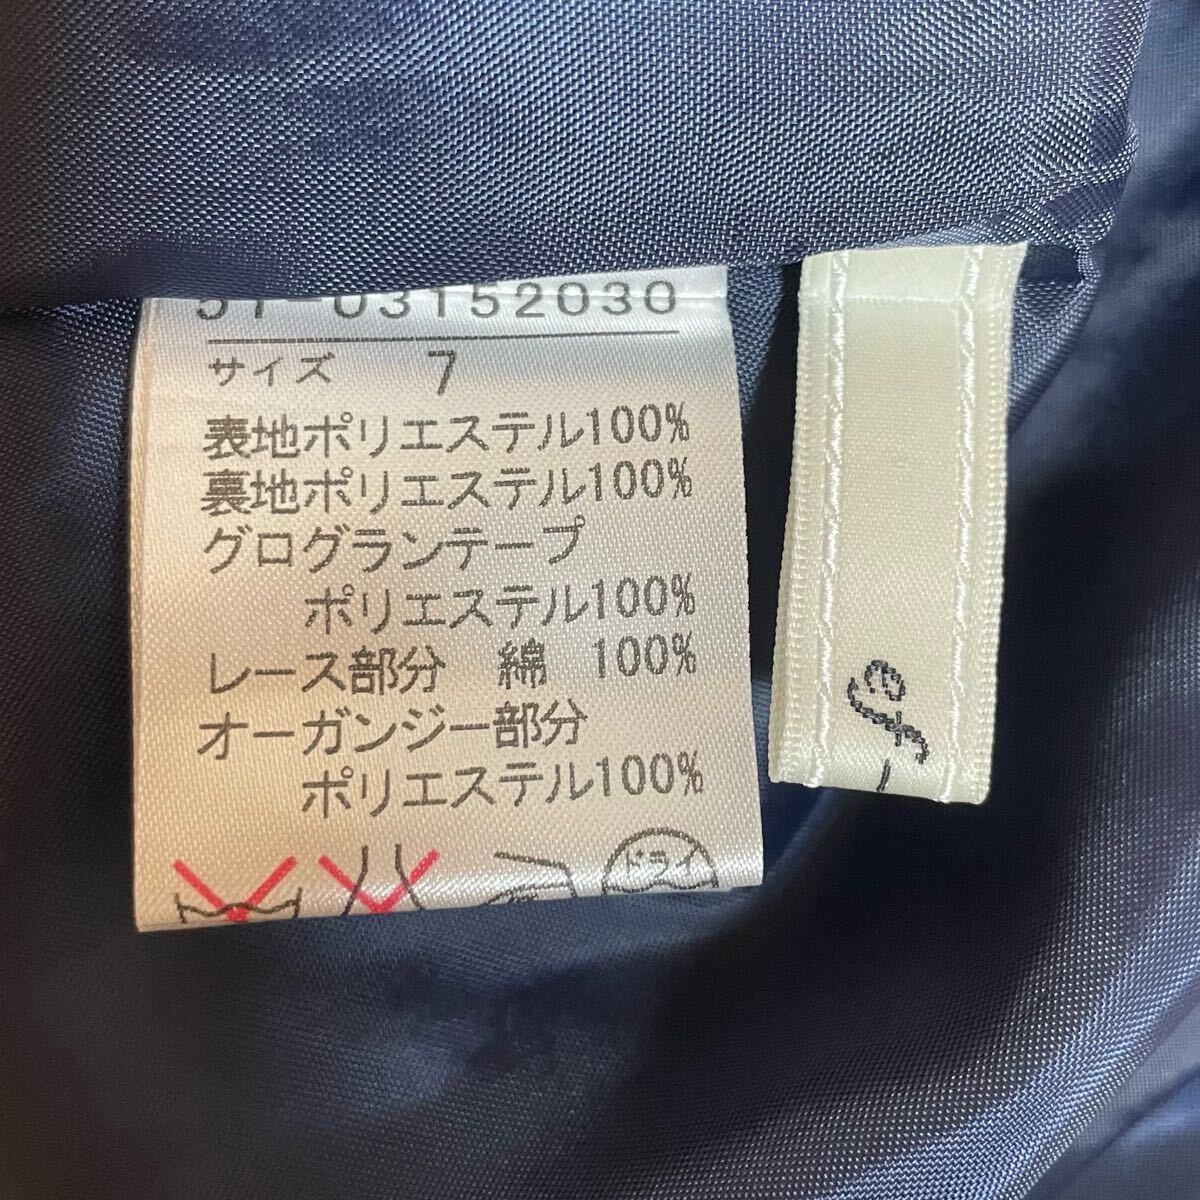 03152030
サイズ 7
表地ポリエステル100%
裏地ポリエステル100%
グログランテープ
ポリエステル100%
レース部分 綿 100%
オーガンジー部分
ポリエステル100%
ドライ